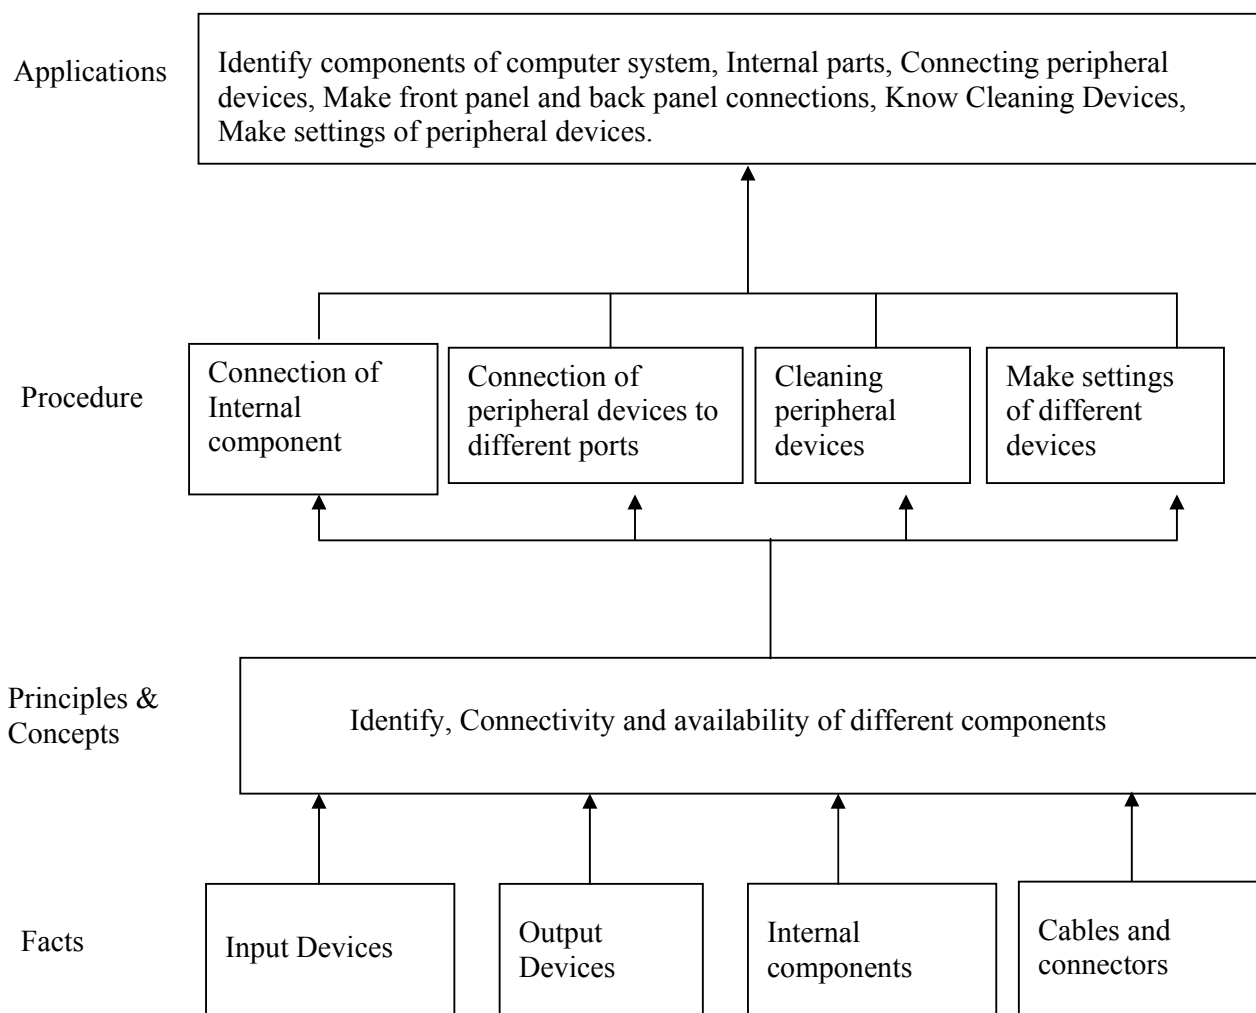 Applications
Identify components of computer system, Internal parts, Connecting peripheral
devices, Make front panel and back panel connections, Know Cleaning Devices,
Make settings of peripheral devices.
Procedure
Connection of
Internal
component
Connection of
peripheral devices to
different ports
Cleaning
peripheral
devices
Make settings
of different
devices
Principles &
Concepts
Identify, Connectivity and availability of different components
Facts
Input Devices
Output
Devices
Internal
components
Cables and
connectors